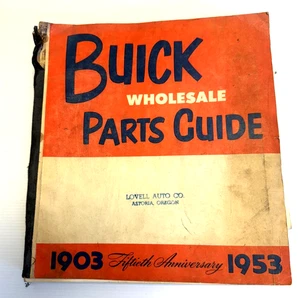 BUICK
WHOLESALE
PARTS GUIDE
LOVELL AUTO CO.
ASTORIA, OREGON
1903 Fiftieth Anniversary 1953